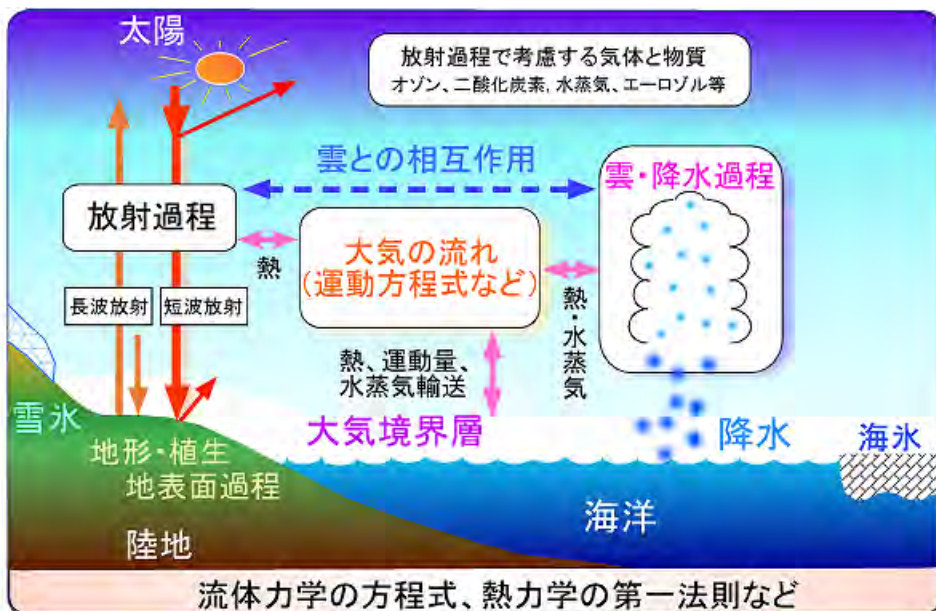 太陽
放射過程で考慮する気体と物質
オゾン、二酸化炭素, 水蒸気、エーロゾル等
雲との相互作用
雲・降水過程
放射過程
熱
大気の流れ
(運動方程式など)
熱・水蒸気
長波放射
短波放射
熱、運動量、
水蒸気輸送
雪氷
大気境界層
降水
海氷
地形・植生
地表面過程
海洋
陸地
流体力学の方程式、熱力学の第一法則など